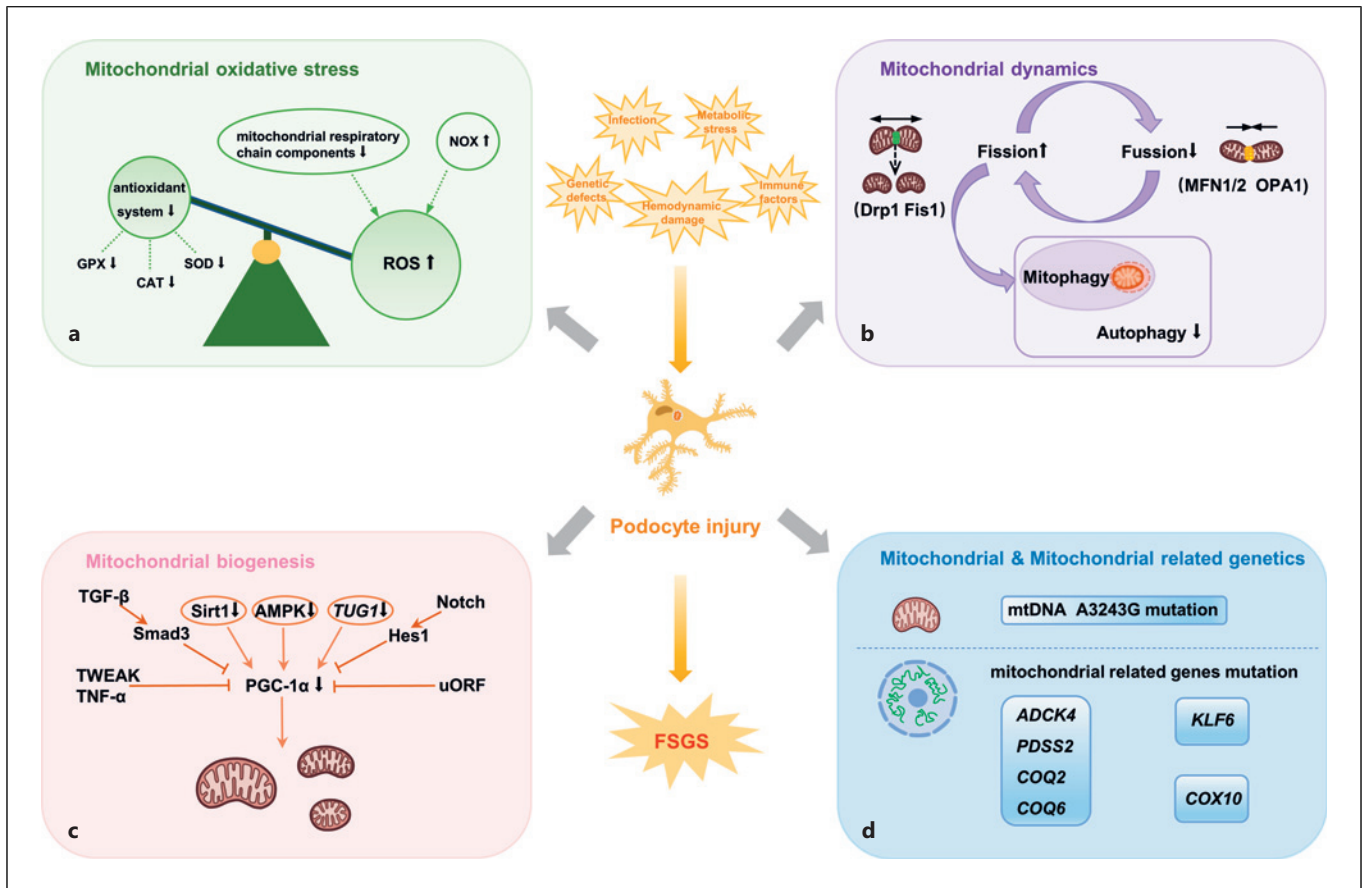 Mitochondrial oxidative stress
mitochondrial respiratory
chain components ↓
NOX ↑
antioxidant
system ↓
GPX ↓
CAT ↓
SOD ↓
ROS ↑
a
Infection
Metabolic
stress
Genetic
defects
Hemodynamic
damage
Immune
factors
Mitochondrial dynamics
Fission↑
Fussion↓
(Drp1 Fis1)
(MFN1/2 OPA1)
Mitophagy
Autophagy ↓
b
Podocyte injury
FSGS
Mitochondrial biogenesis
TGF-β
Smad3
Sirt1↓
AMPK↓
TUG1↓
Notch
Hes1
TWEAK
TNF-α
PGC-1α ↓
uORF
c
Mitochondrial & Mitochondrial related genetics
mtDNA A3243G mutation
mitochondrial related genes mutation
ADCK4
PDSS2
COQ2
COQ6
KLF6
COX10
d